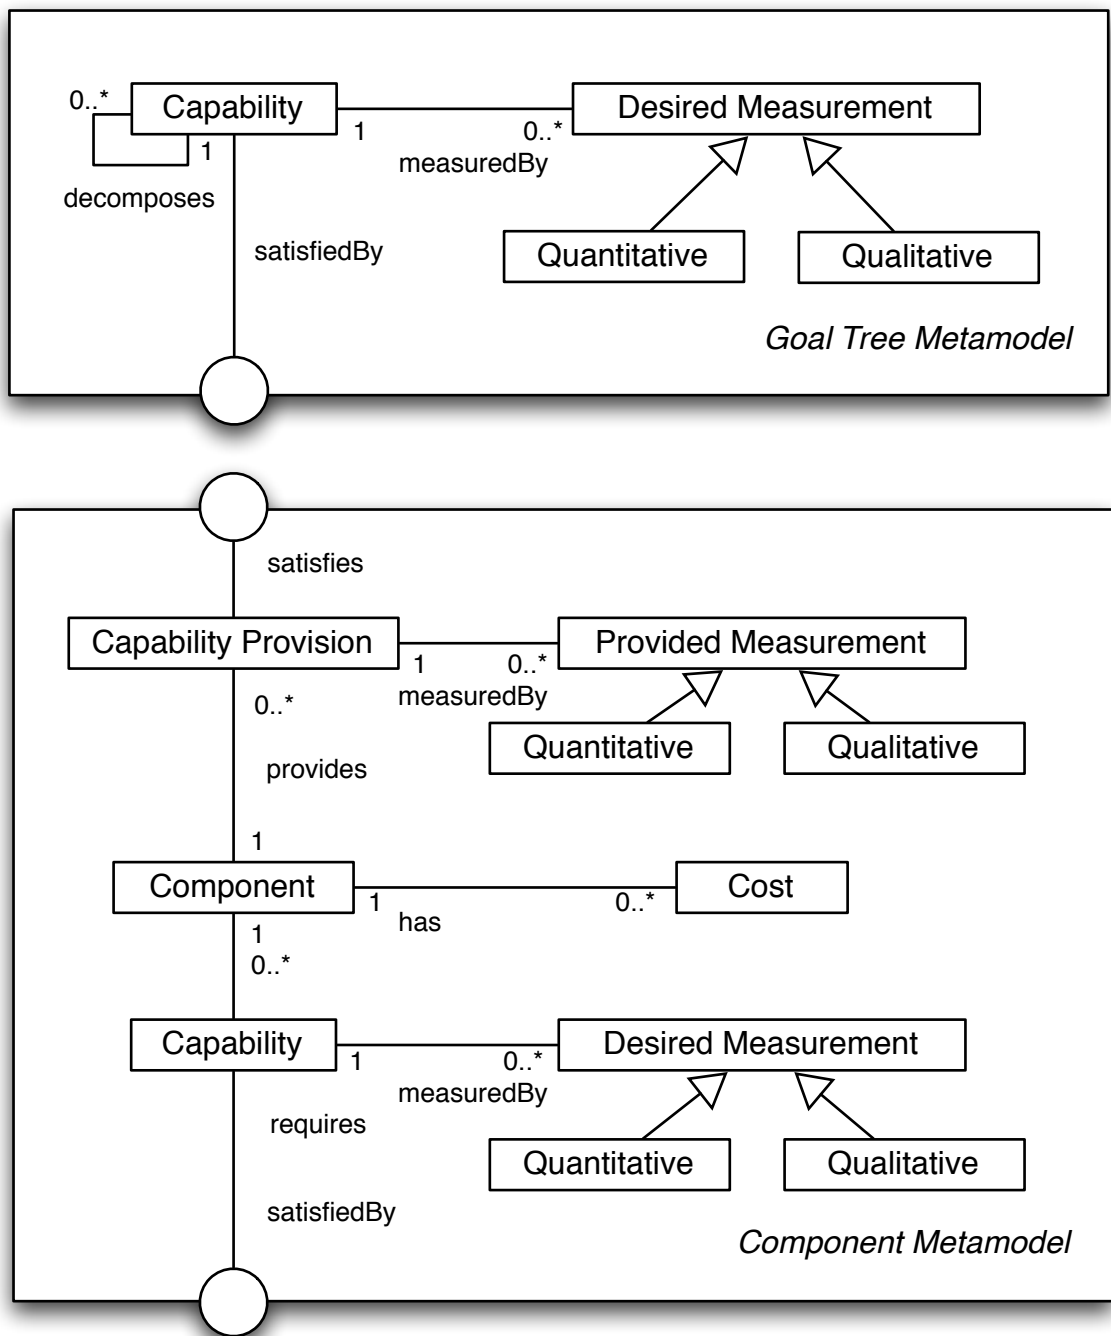 0..*
Capability
Desired Measurement
1
1
0..*
measuredBy
decomposes
satisfiedBy
Quantitative
Qualitative
Goal Tree Metamodel
satisfies
Capability Provision
Provided Measurement
1
0..*
measuredBy
0..*
Quantitative
Qualitative
provides
1
Component
Cost
1
0..*
has
1
0..*
Capability
Desired Measurement
1
0..*
measuredBy
requires
Quantitative
Qualitative
satisfiedBy
Component Metamodel